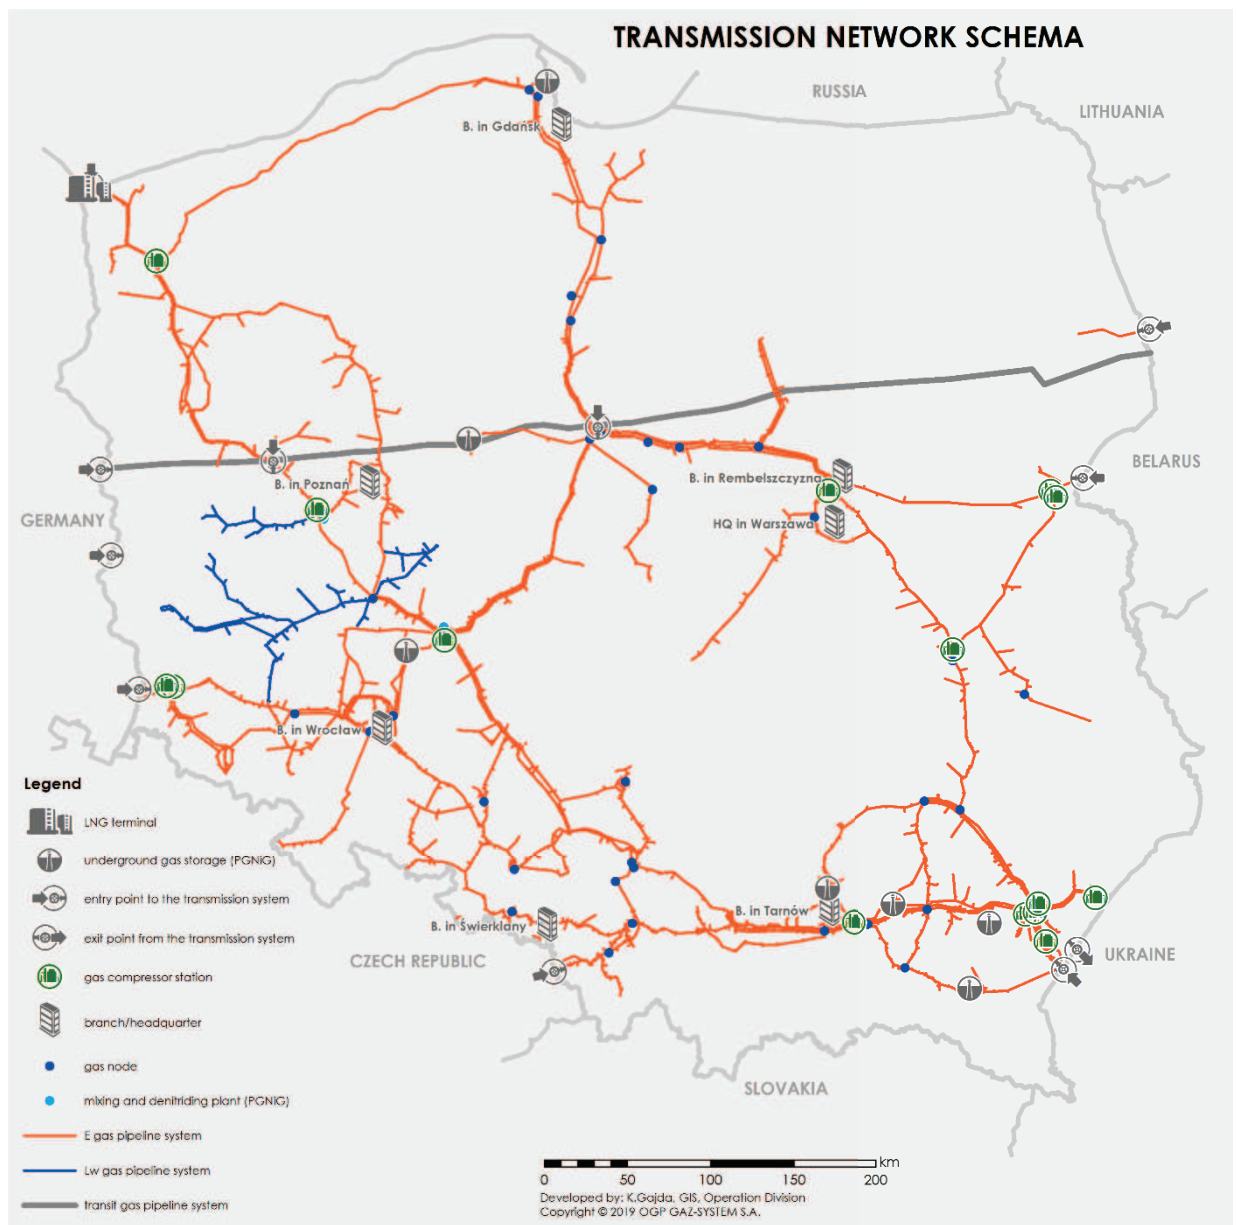 TRANSMISSION NETWORK SCHEMA
RUSSIA
LITHUANIA
B. in Gdańsk
BELARUS
B. in Rembelszczyzna
B. in Poznań
GERMANY
HQ in Warszawa
B. in Wrocław
Legend
LNG terminal
underground gas storage (PGNiG)
entry point to the transmission system
B. in Tarnów
B. in Świerklany
exit point from the transmission system
CZECH REPUBLIC
UKRAINE
gas compressor station
branch/headquarter
gas node
SLOVAKIA
mixing and denitriding plant (PGNiG)
E gas pipeline system
Lw gas pipeline system
transit gas pipeline system
km
0 50 100 150 200
Developed by: K.Gajda, GIS, Operation Division
Copyright © 2019 OGP GAZ-SYSTEM S.A.